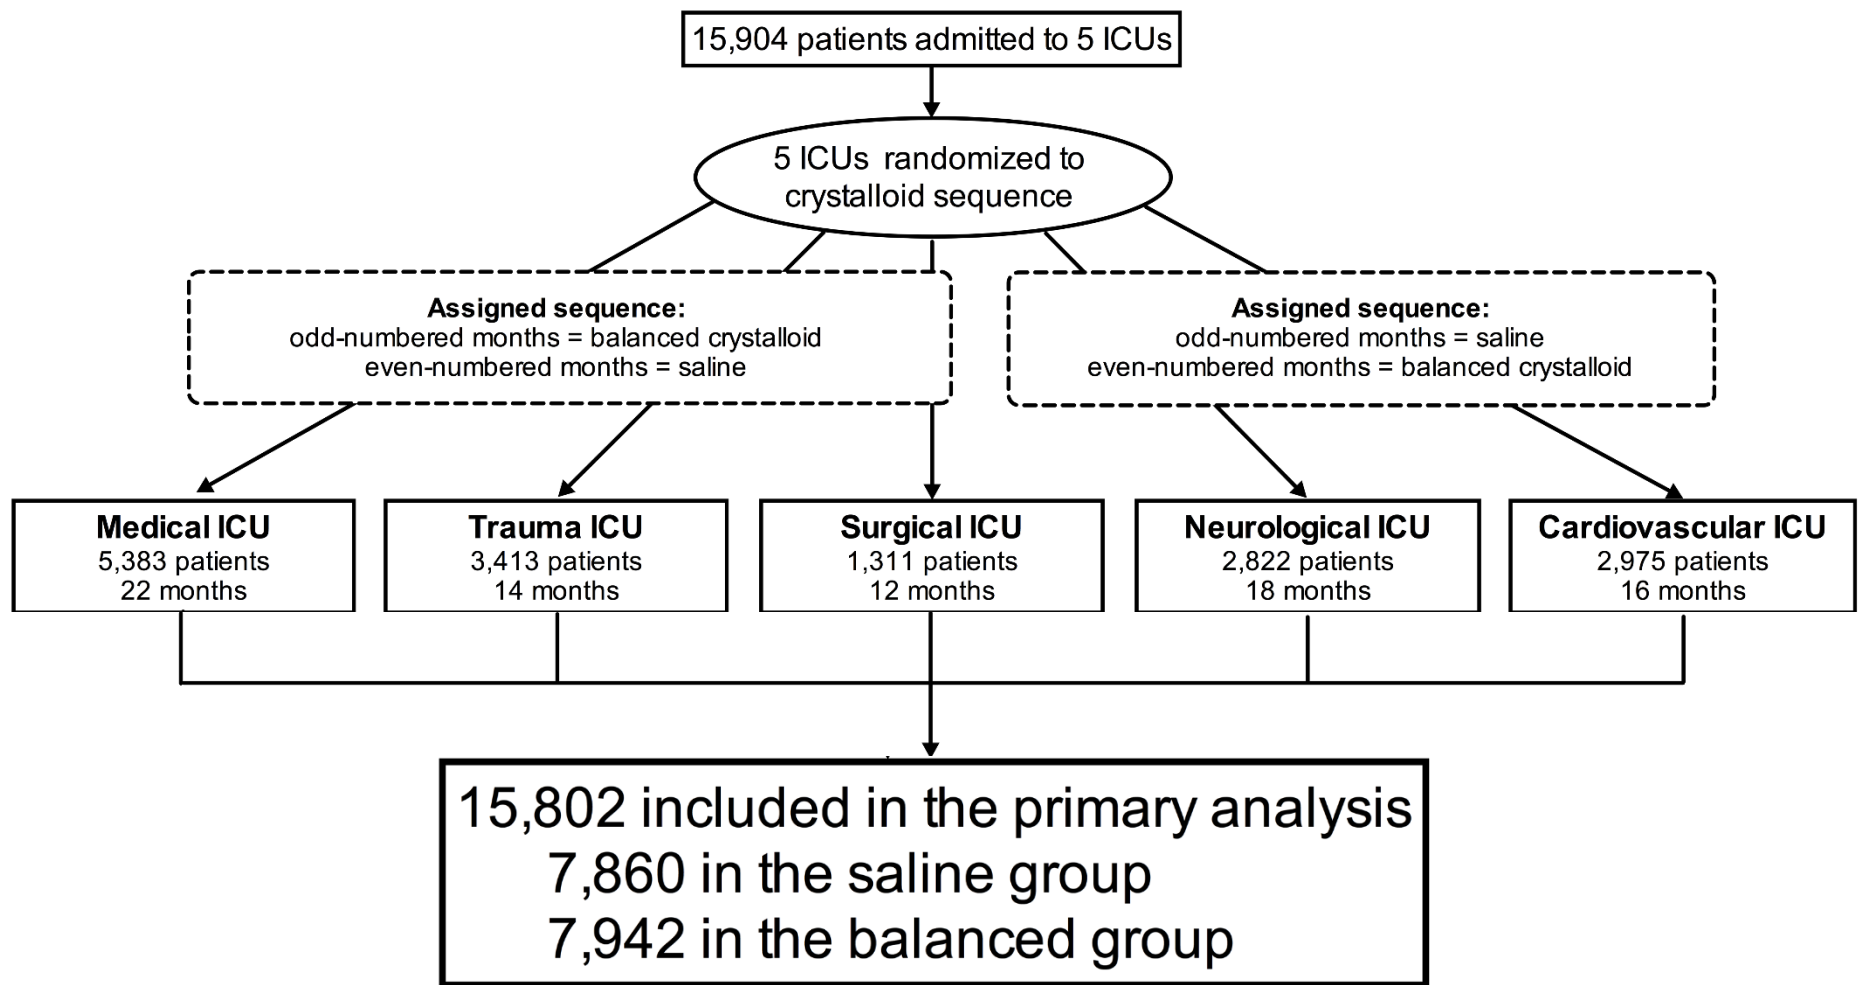 15,904 patients admitted to 5 ICUs
5 ICUs randomized to
crystalloid sequence
Assigned sequence:
odd-numbered months = balanced crystalloid
even-numbered months = saline
Assigned sequence:
odd-numbered months = saline
even-numbered months = balanced crystalloid
Medical ICU
5,383 patients
22 months
Trauma ICU
3,413 patients
14 months
Surgical ICU
1,311 patients
12 months
Neurological ICU
2,822 patients
18 months
Cardiovascular ICU
2,975 patients
16 months
15,802 included in the primary analysis
7,860 in the saline group
7,942 in the balanced group